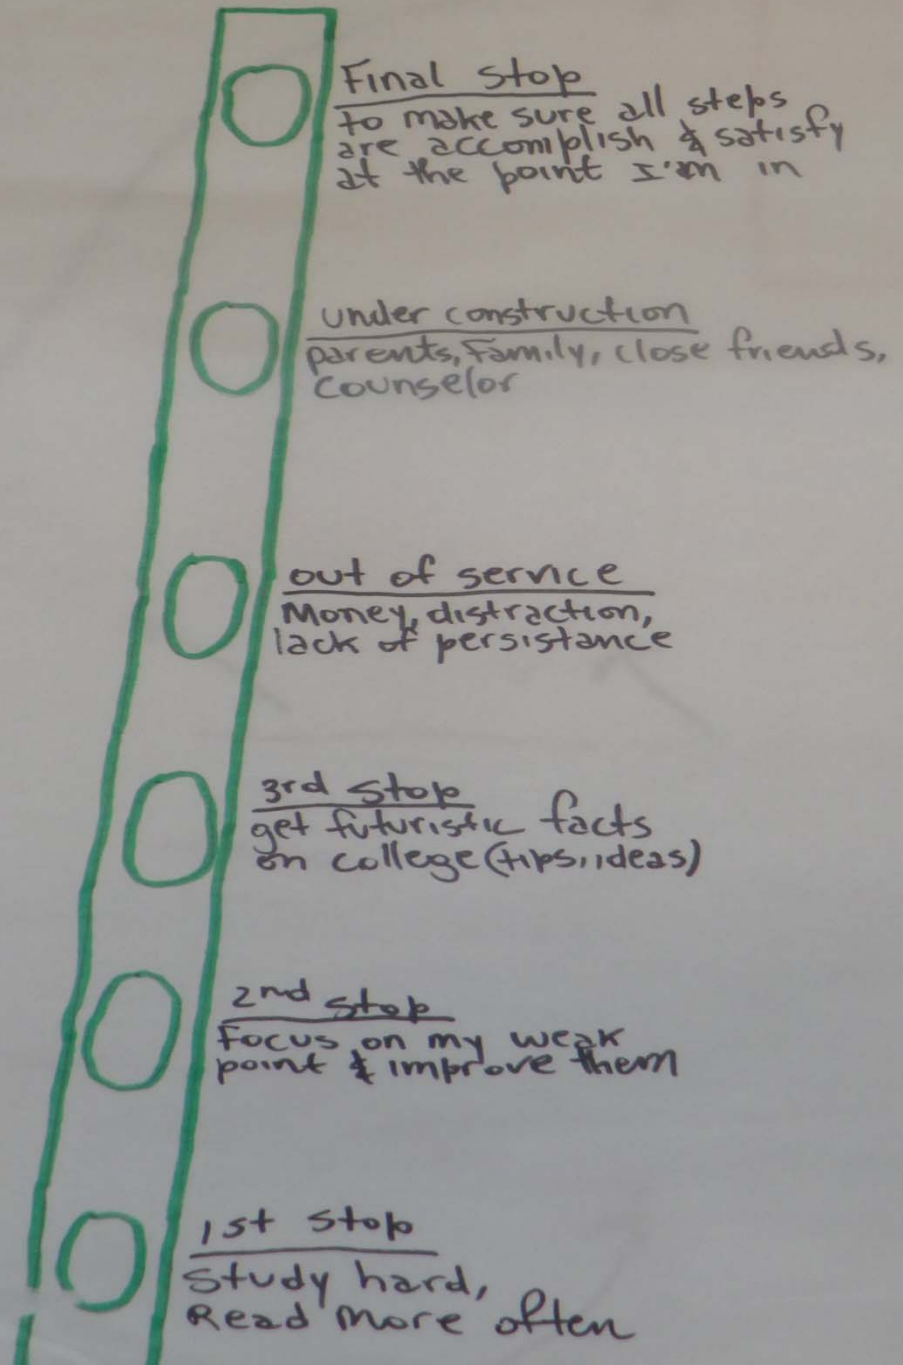 Final stop
to make sure all steps
are accomplish & satisfy
at the point I'm in
under construction
parents, Family, close friends,
counselor
out of service
Money, distraction,
lack of persistance
3rd stop
get futuristic facts
on college (tips, ideas)
2nd stop
Focus on my weak
point & improve them
1st stop
Study hard,
Read More often